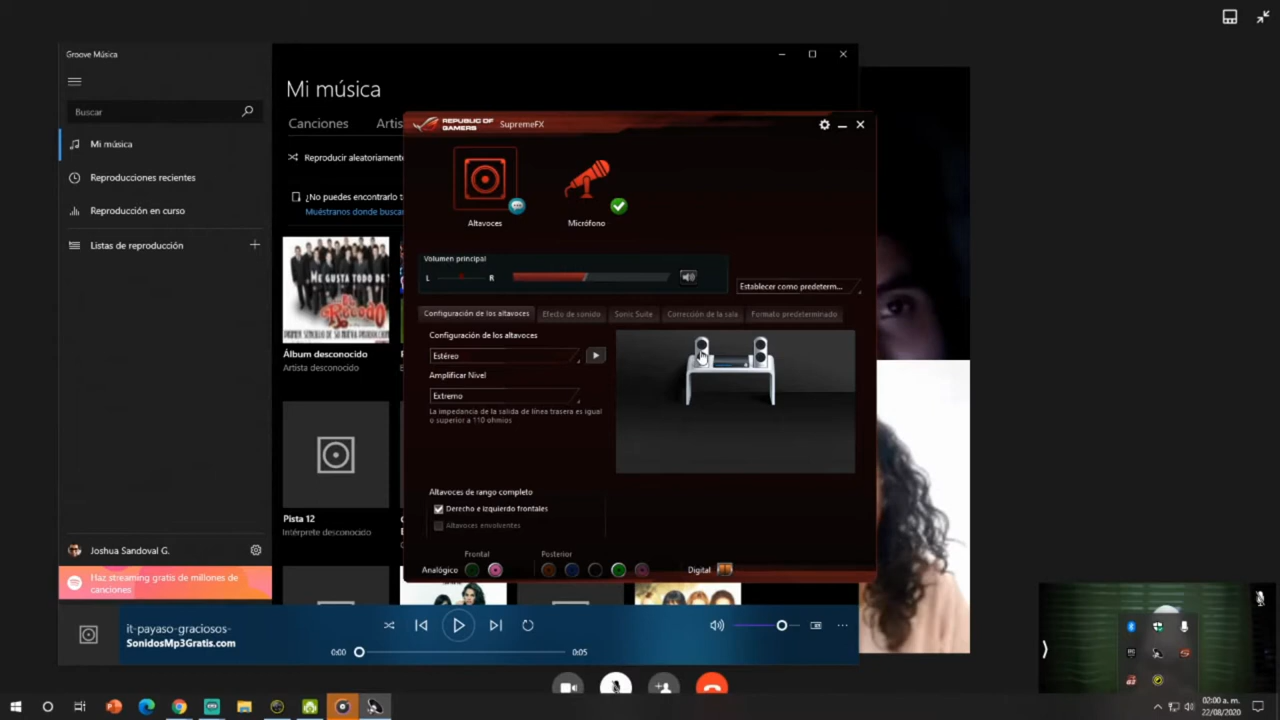 Groove Música
Mi música
Buscar
Canciones
Artis
REPUBLIC OF
GAMERS
SupremeFX
Mi música
Reproducir aleatoriamente
Reproducciones recientes
¿No puedes encontrarlo t
Muéstranos donde buscar
Reproducción en curso
Altavoces
Micrófono
Listas de reproducción
Volumen principal
L
R
Establecer como predeterm...
ME GUSTA TODO DE
EL
RECODO
Configuración de los altavoces
Efecto de sonido
Sonic Suite
Corrección de la sala
Formato predeterminado
Configuración de los altavoces
Estéreo
Álbum desconocido
Artista desconocido
Amplificar Nivel
Extremo
La impedancia de la salida de línea trasera es igual
o superior a 110 ohmios
Altavoces de rango completo
Derecho e izquierdo frontales
Altavoces envolventes
Pista 12
Intérprete desconocido
Joshua Sandoval G.
Frontal
Posterior
Analógico
Digital
Haz streaming gratis de millones de
canciones
it-payaso-graciosos-
SonidosMp3Gratis.com
0:00
0:05
02:00 a. m.
22/08/2020